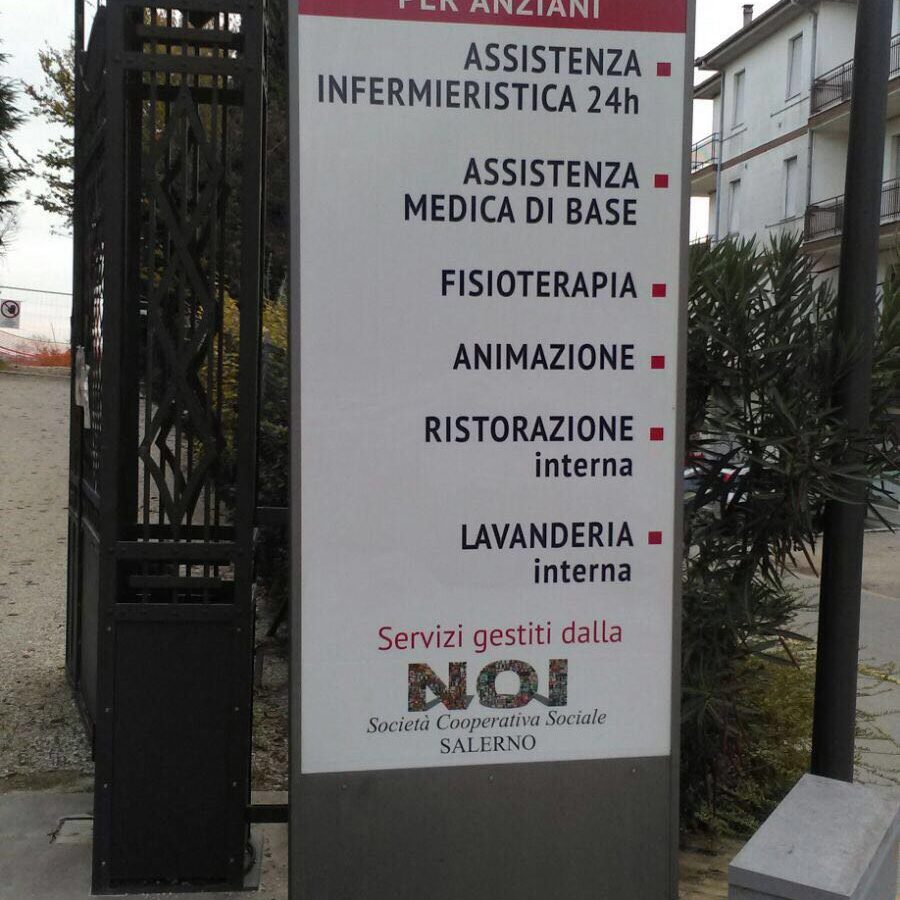 PER ANZIANI
ASSISTENZA
INFERMIERISTICA 24h
ASSISTENZA
MEDICA DI BASE
FISIOTERAPIA
ANIMAZIONE
RISTORAZIONE
interna
LAVANDERIA
interna
Servizi gestiti dalla
NOI
Società Cooperativa Sociale
SALERNO